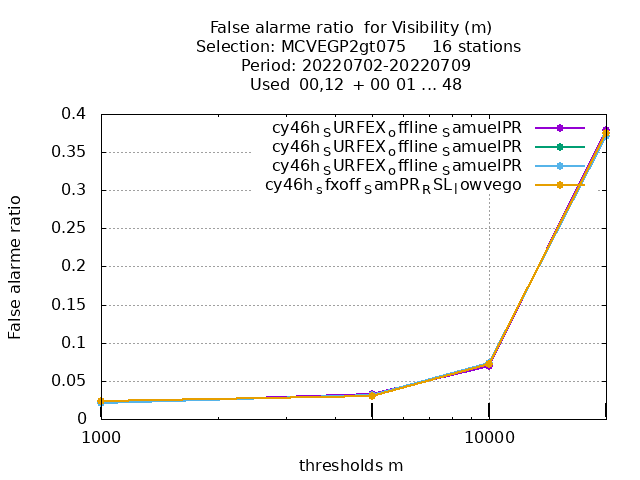 False alarme ratio  for Visibility (m)
Selection: MCVEGP2gt075     16 stations
Period: 20220702-20220709
Used  00,12  + 00 01 ... 48
cy46h_SURFEX_offline_SamuelPR
cy46h_SURFEX_offline_SamuelPR
cy46h_SURFEX_offline_SamuelPR
cy46h_sfxoff_SamPR_RSL_lowvego
0.4
0.35
0.3
0.25
0.2
0.15
0.1
0.05
0
False alarme ratio
1000
10000
thresholds m